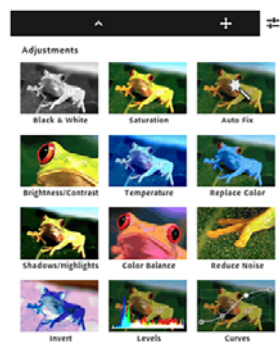 Adjustments
Black & White
Saturation
Auto Fix
Brightness/Contrast
Temperature
Replace Color
Shadows/Highlights
Color Balance
Reduce Noise
Invert
Levels
Curves